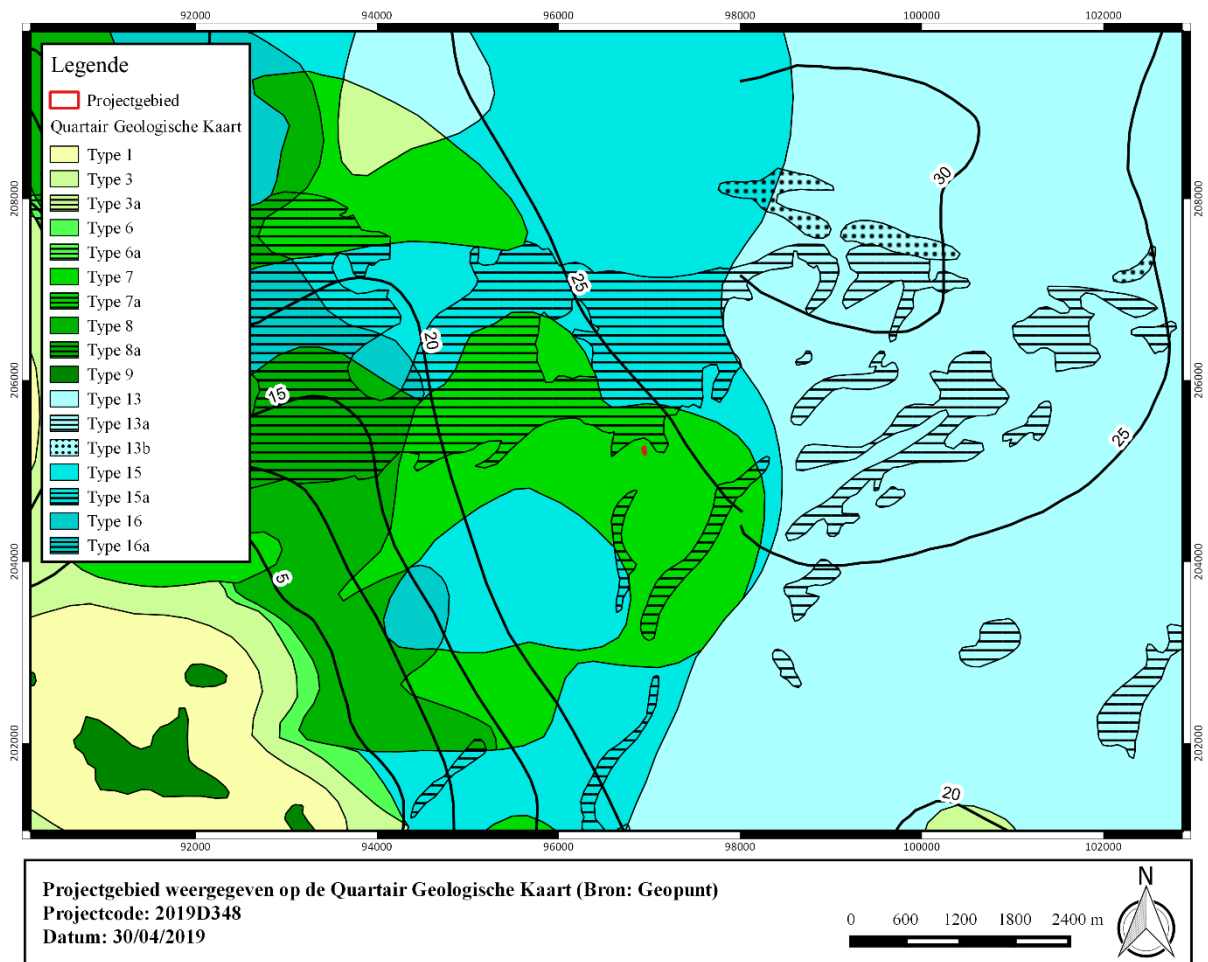 92000 94000 96000 98000 100000 102000
Legende
Projectgebied
Quartair Geologische Kaart
Type 1
Type 3
Type 3a
Type 6
Type 6a
Type 7
Type 7a
Type 8
Type 8a
Type 9
Type 13
Type 13a
Type 13b
Type 15
Type 15a
Type 16
Type 16a
208000
206000
204000
202000
30
25
20
15
25
5
20
208000
206000
204000
202000
92000 94000 96000 98000 100000 102000
Projectgebied weergegeven op de Quartair Geologische Kaart (Bron: Geopunt)
Projectcode: 2019D348
Datum: 30/04/2019
0 600 1200 1800 2400 m
N